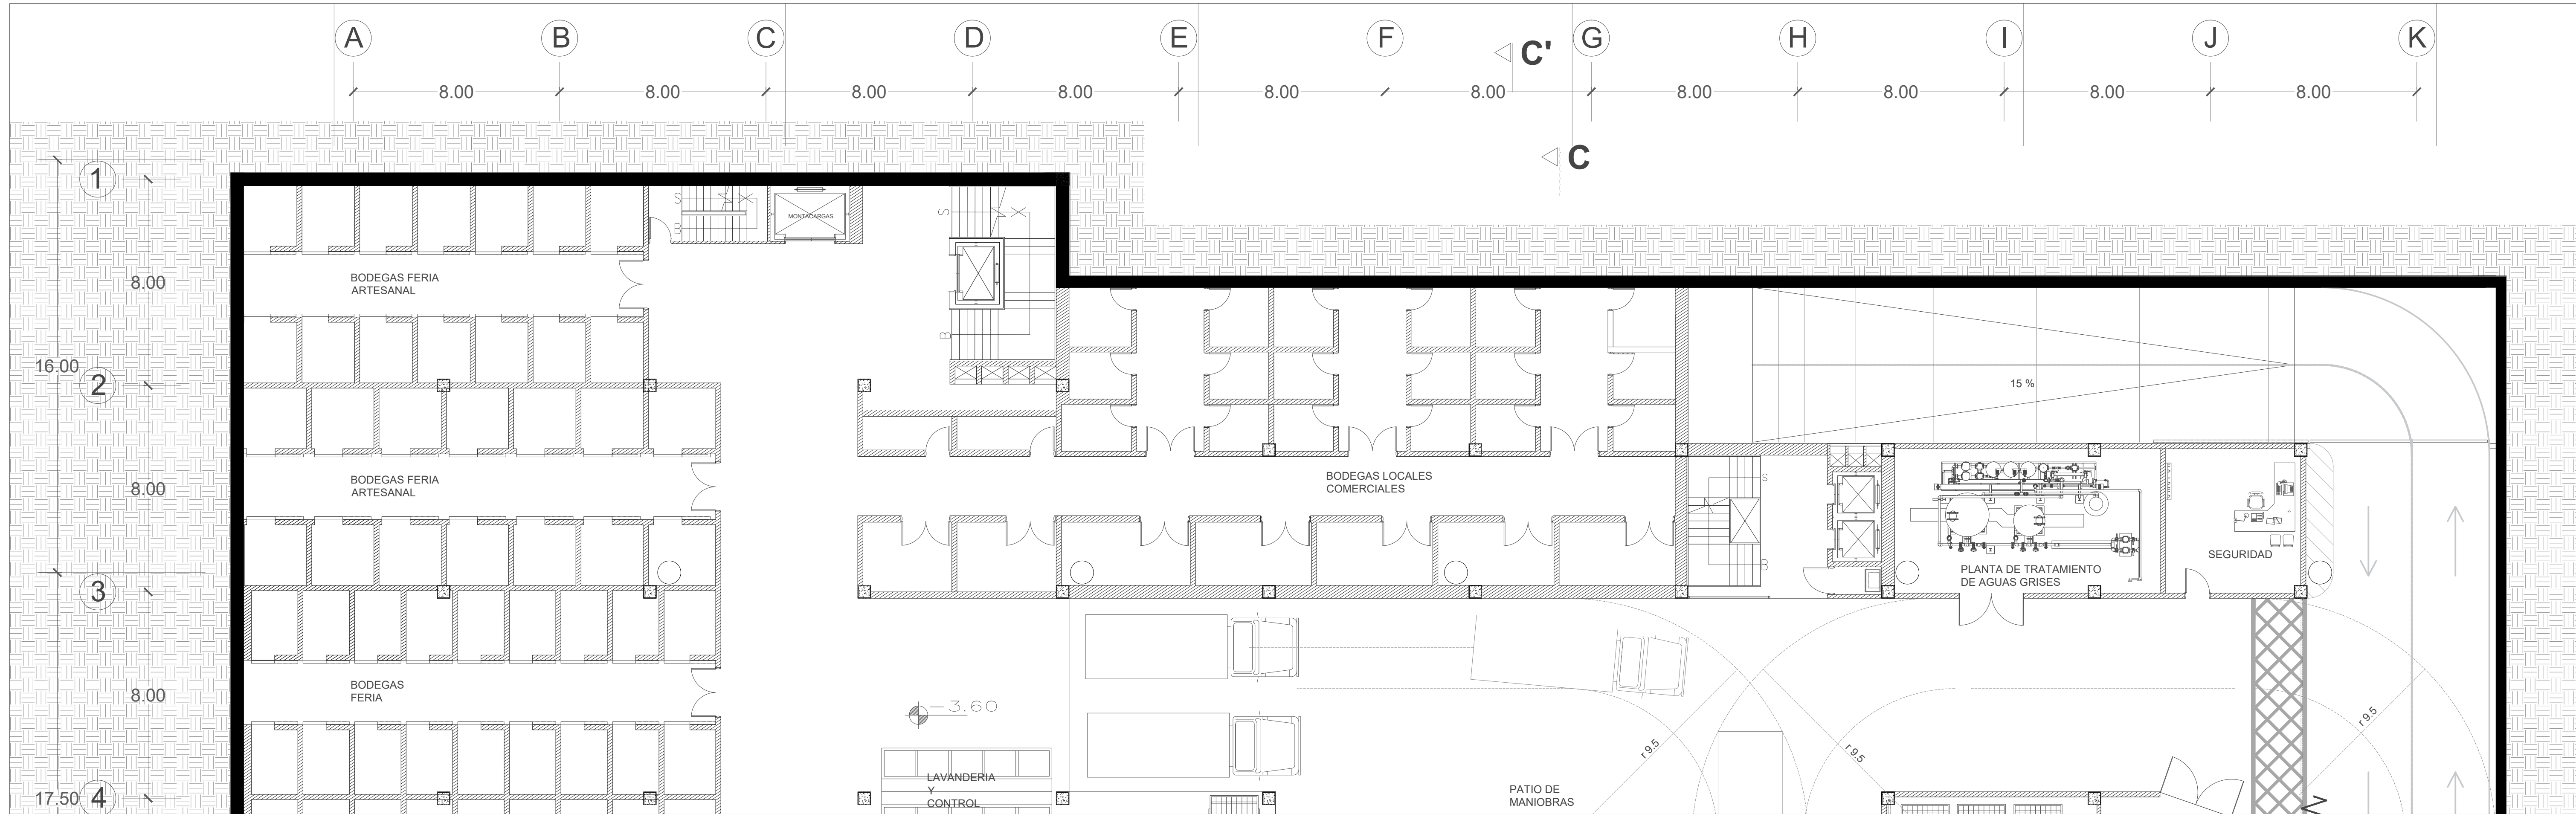 A B C D E F G H I J K
C'
8.00 8.00 8.00 8.00 8.00 8.00 8.00 8.00 8.00 8.00
C
1
S
S
MONTACARGAS
B
BODEGAS FERIA
ARTESANAL
8.00
B
16.00
2
15 %
BODEGAS FERIA
ARTESANAL
8.00
BODEGAS LOCALES
COMERCIALES
S
B
SEGURIDAD
PLANTA DE TRATAMIENTO
DE AGUAS GRISES
3
BODEGAS
FERIA
8.00
-3.60
r 9.5
r 9.5
r 9.5
LAVANDERIA
Y
CONTROL
PATIO DE
MANIOBRAS
17.50
4